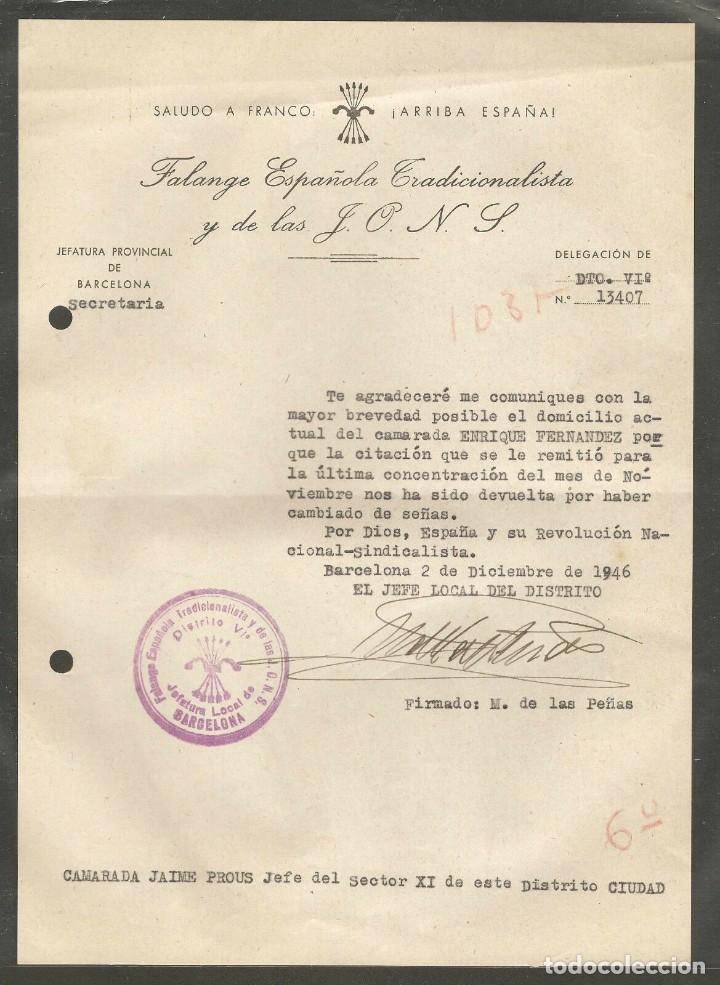 SALUDO A FRANCO: ¡ARRIBA ESPAÑA!
Falange Española Tradicionalista
y de las J. O. N. S.
JEFATURA PROVINCIAL
DE
BARCELONA
Secretaria
DELEGACIÓN DE
DTO. VIº
N.º 13407
103
Te agradeceré me comuniques con la
mayor brevedad posible el domicilio ac-
tual del camarada ENRIQUE FERNANDEZ por
que la citación que se le remitió para
la última concentración del mes de No-
viembre nos ha sido devuelta por haber
cambiado de señas.
Por Dios, España y su Revolución Na-
cional-Sindicalista.
Barcelona 2 de Diciembre de 1946
EL JEFE LOCAL DEL DISTRITO
Falange Española Tradicionalista y de las J. O. N. S.
Distrito VIº
Jefatura Local de
BARCELONA
Firmado: M. de las Peñas
6º
CAMARADA JAIME PROUS Jefe del Sector XI de este Distrito CIUDAD
todocoleccion.net